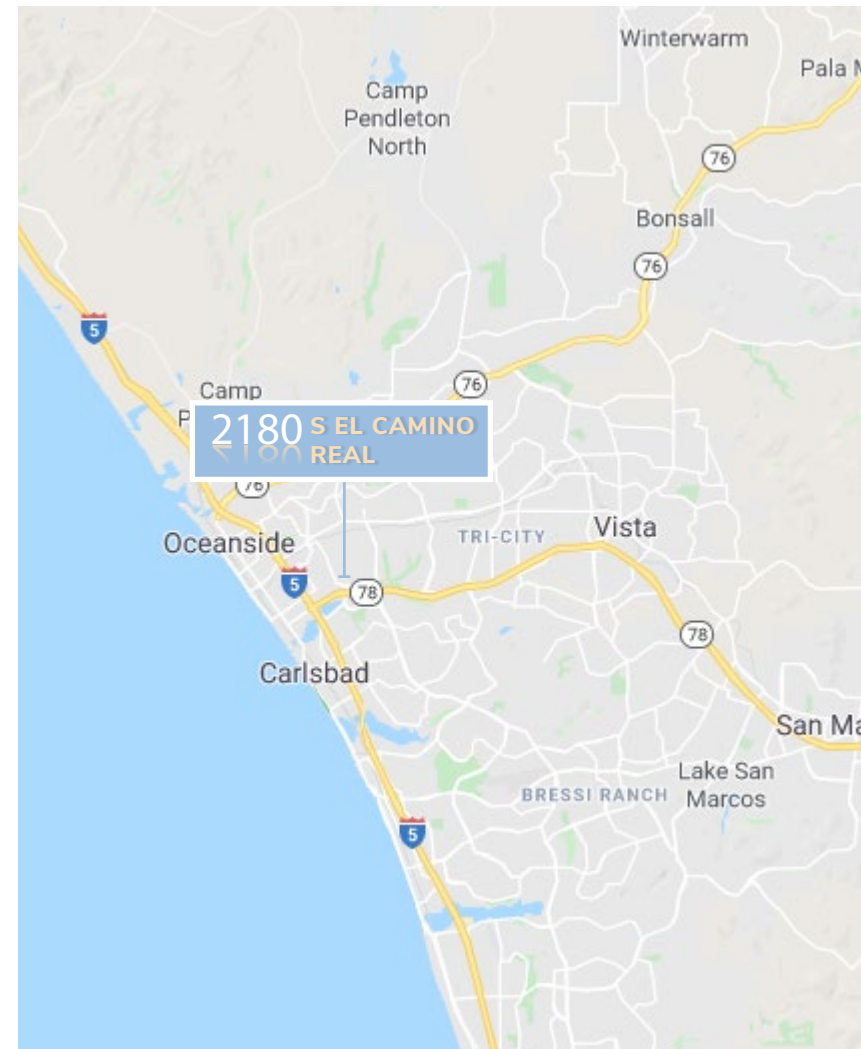 Winterwarm
Pala M
Camp
Pendleton
North
76
Bonsall
76
5
76
Camp
P
2180 S EL CAMINO
REAL
76
Vista
TRI-CITY
Oceanside
5
78
78
Carlsbad
San Ma
Lake San
Marcos
BRESSI RANCH
5